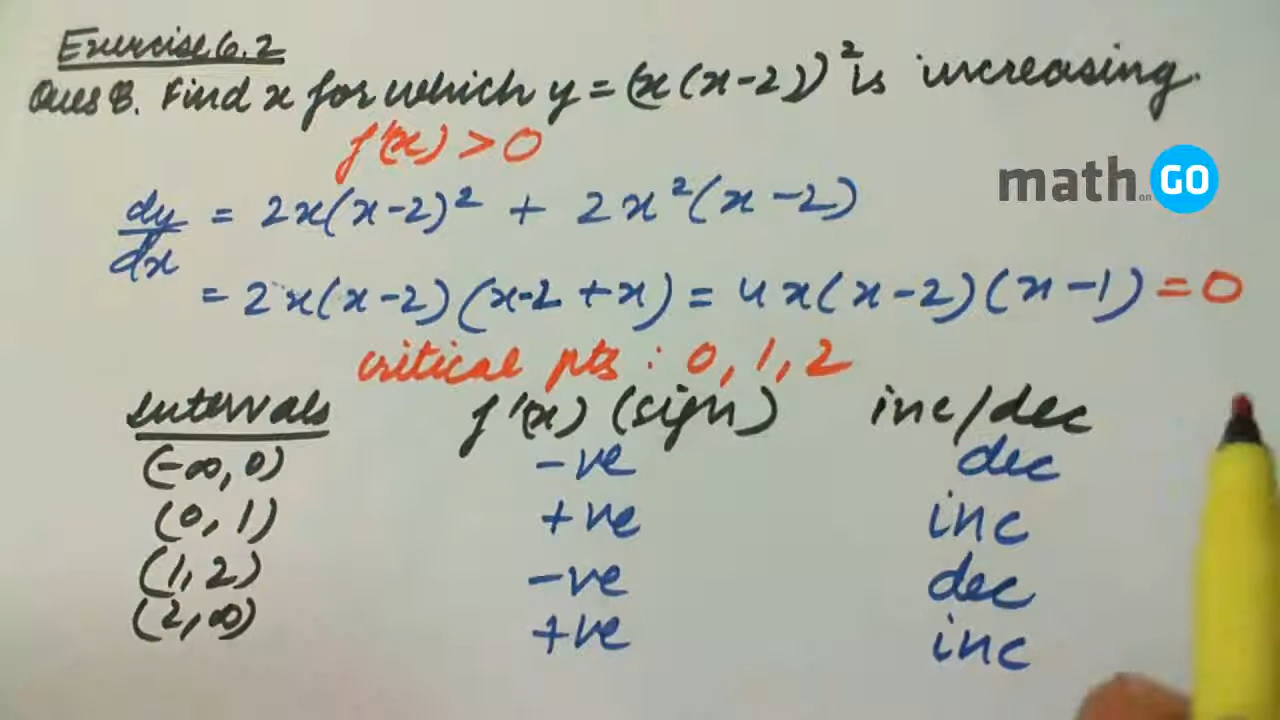 Exercise 6.2
Ques 8. Find x for which y = (x(x-2))² is increasing.
f'(x) > 0
math on GO
dy/dx = 2x(x-2)² + 2x²(x-2)
= 2x(x-2)(x-2+x) = 4x(x-2)(x-1) = 0
critical pts : 0, 1, 2
Intervals f'(x) (sign) inc/dec
(-∞, 0) -ve dec
(0, 1) +ve inc
(1, 2) -ve dec
(2, ∞) +ve inc